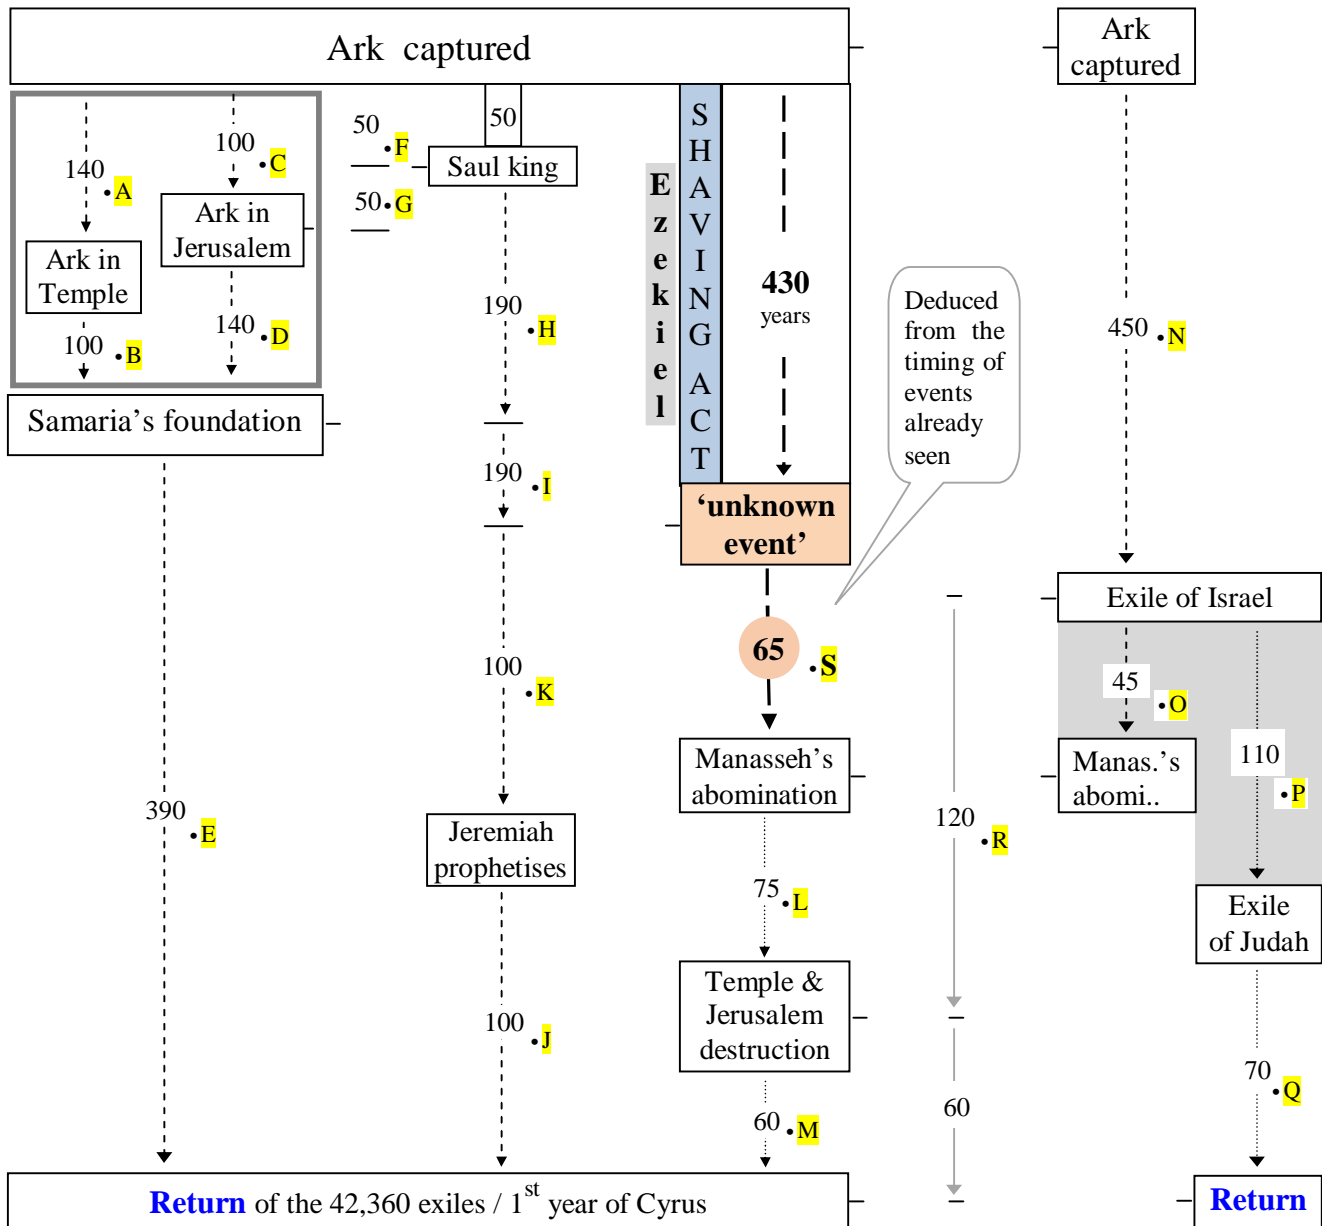 Ark captured
Ark
captured
140
• A
Ark in
Temple
100
• B
100
• C
Ark in
Jerusalem
140
• D
Samaria’s foundation
390
• E
50
• F
50
• G
50
Saul king
190
• H
190
• I
100
• K
Jeremiah
prophetises
100
• J
Ezekiel
SHAVING ACT
430
years
‘unknown
event’
65
• S
Deduced
from the
timing of
events
already
seen
Manasseh’s
abomination
75
• L
Temple &
Jerusalem
destruction
60
• M
120
• R
60
450
• N
Exile of Israel
45
• O
Manas.’s
abomi..
110
• P
Exile
of Judah
70
• Q
Return of the 42,360 exiles / 1st year of Cyrus
Return